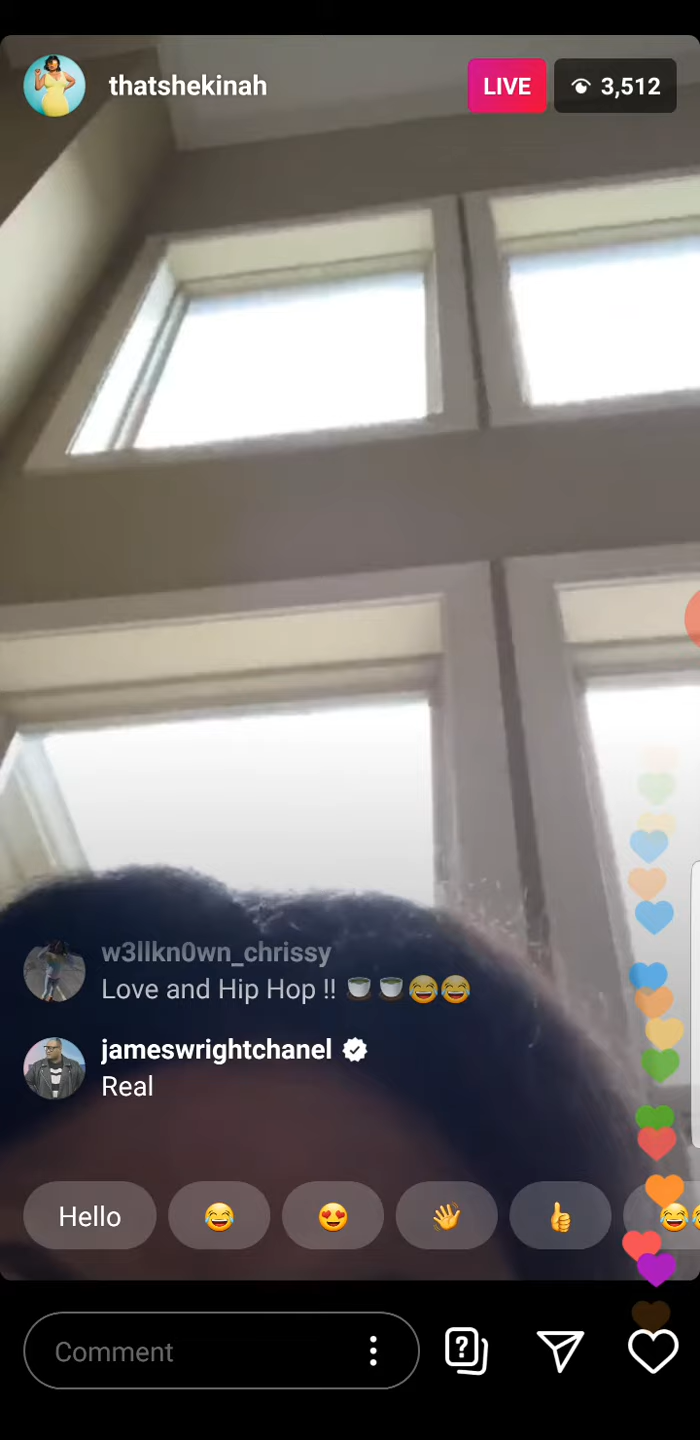 thatshekinah
LIVE
3,512
w3llkn0wn_chrissy
Love and Hip Hop !! 🍵🍵😂😂
jameswrightchanel
Real
Hello 😂 😍 👋 👍 😂
Comment